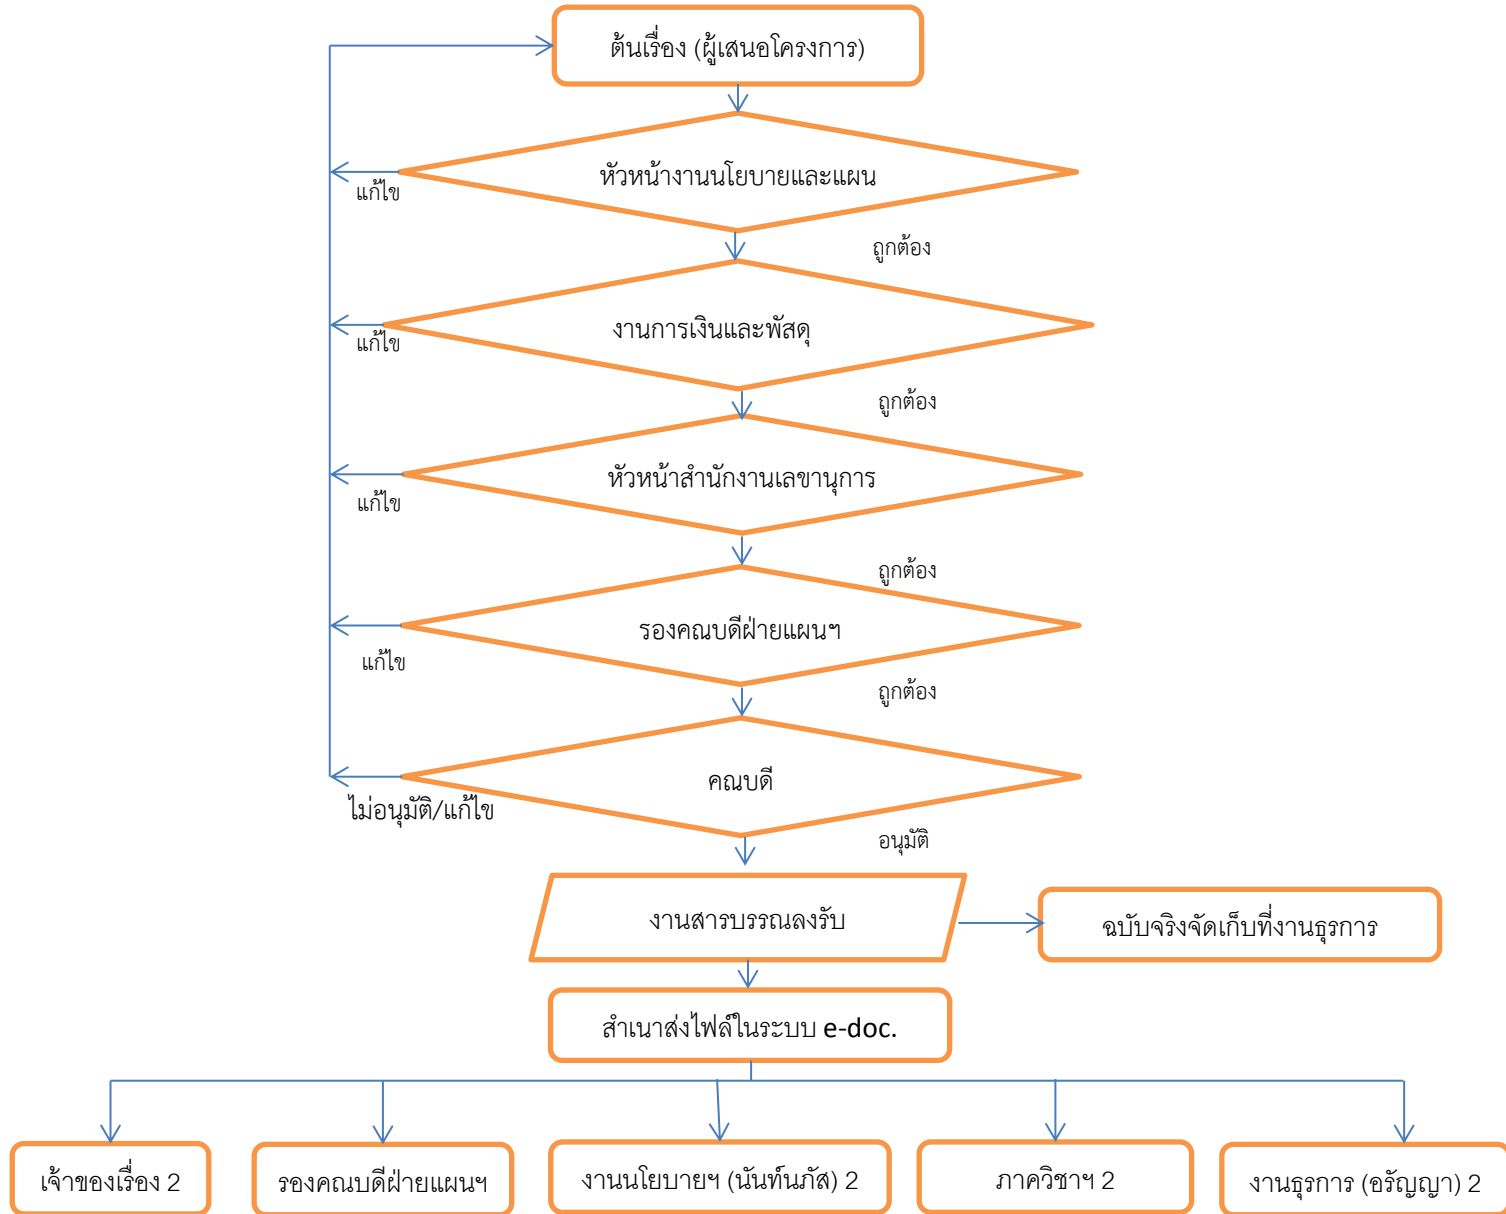 ต้นเรื่อง (ผู้เสนอโครงการ)
หัวหน้างานนโยบายและแผน
แก้ไข
ถูกต้อง
งานการเงินและพัสดุ
แก้ไข
ถูกต้อง
หัวหน้าสำนักงานเลขานุการ
แก้ไข
ถูกต้อง
รองคณบดีฝ่ายแผนฯ
แก้ไข
ถูกต้อง
คณบดี
ไม่อนุมัติ/แก้ไข
อนุมัติ
งานสารบรรณลงรับ
ฉบับจริงจัดเก็บที่งานธุรการ
สำเนาส่งไฟล์ในระบบ e-doc.
เจ้าของเรื่อง 2
รองคณบดีฝ่ายแผนฯ
งานนโยบายฯ (นันท์นภัส) 2
ภาควิชาฯ 2
งานธุรการ (อรัญญา) 2